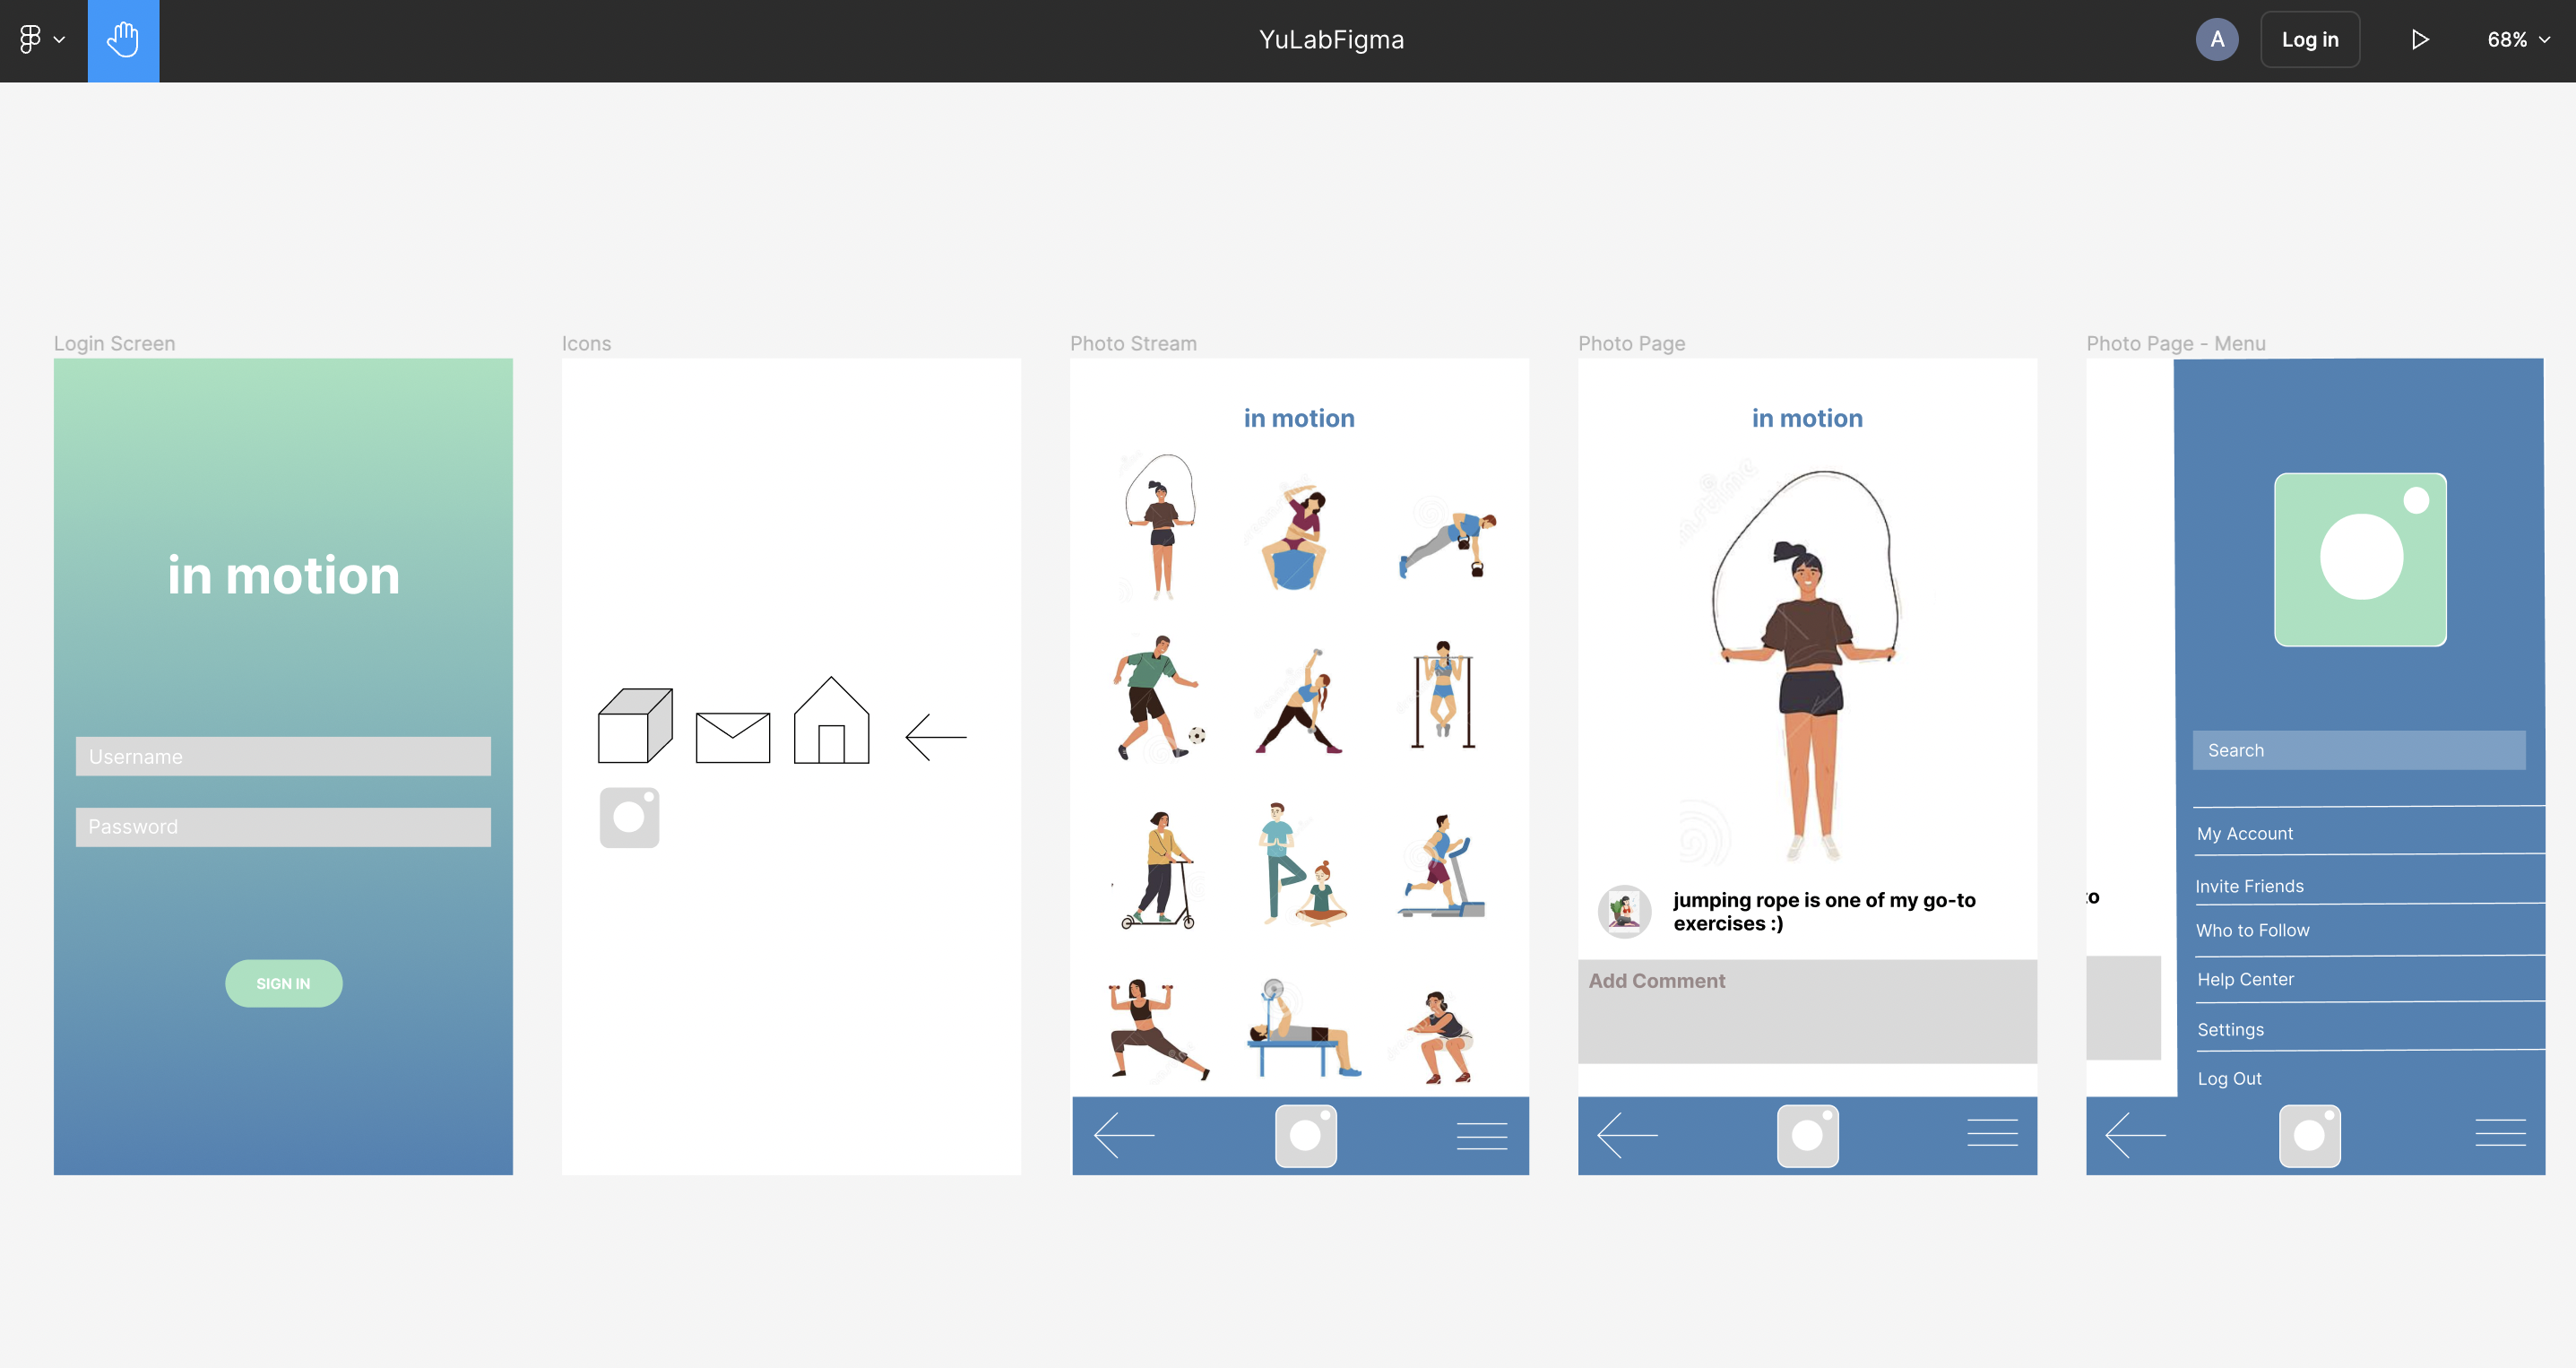 YuLabFigma
A
Log in
68%
Login Screen
in motion
Username
Password
SIGN IN
Icons
Photo Stream
in motion
Photo Page
in motion
jumping rope is one of my go-to
exercises :)
Add Comment
Photo Page - Menu
to
Search
My Account
Invite Friends
Who to Follow
Help Center
Settings
Log Out